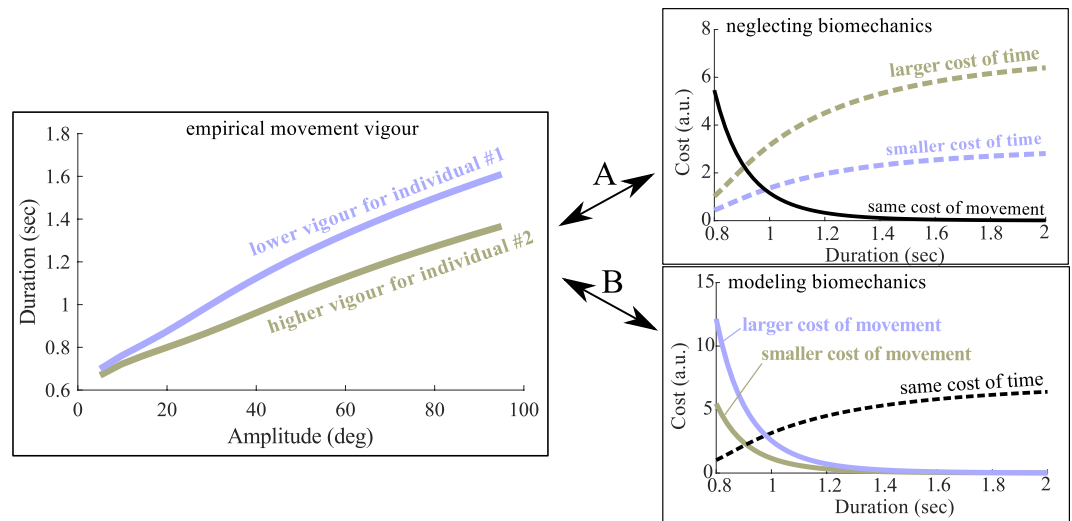 empirical movement vigour
1.8
1.6
1.4
1.2
1
0.8
0.6
Duration (sec)
lower vigour for individual #1
higher vigour for individual #2
0 20 40 60 80 100
Amplitude (deg)
A
B
neglecting biomechanics
8
6
4
2
0
Cost (a.u.)
larger cost of time
smaller cost of time
same cost of movement
0.8 1 1.2 1.4 1.6 1.8 2
Duration (sec)
modeling biomechanics
15
10
5
0
Cost (a.u.)
larger cost of movement
smaller cost of movement
same cost of time
0.8 1 1.2 1.4 1.6 1.8 2
Duration (sec)